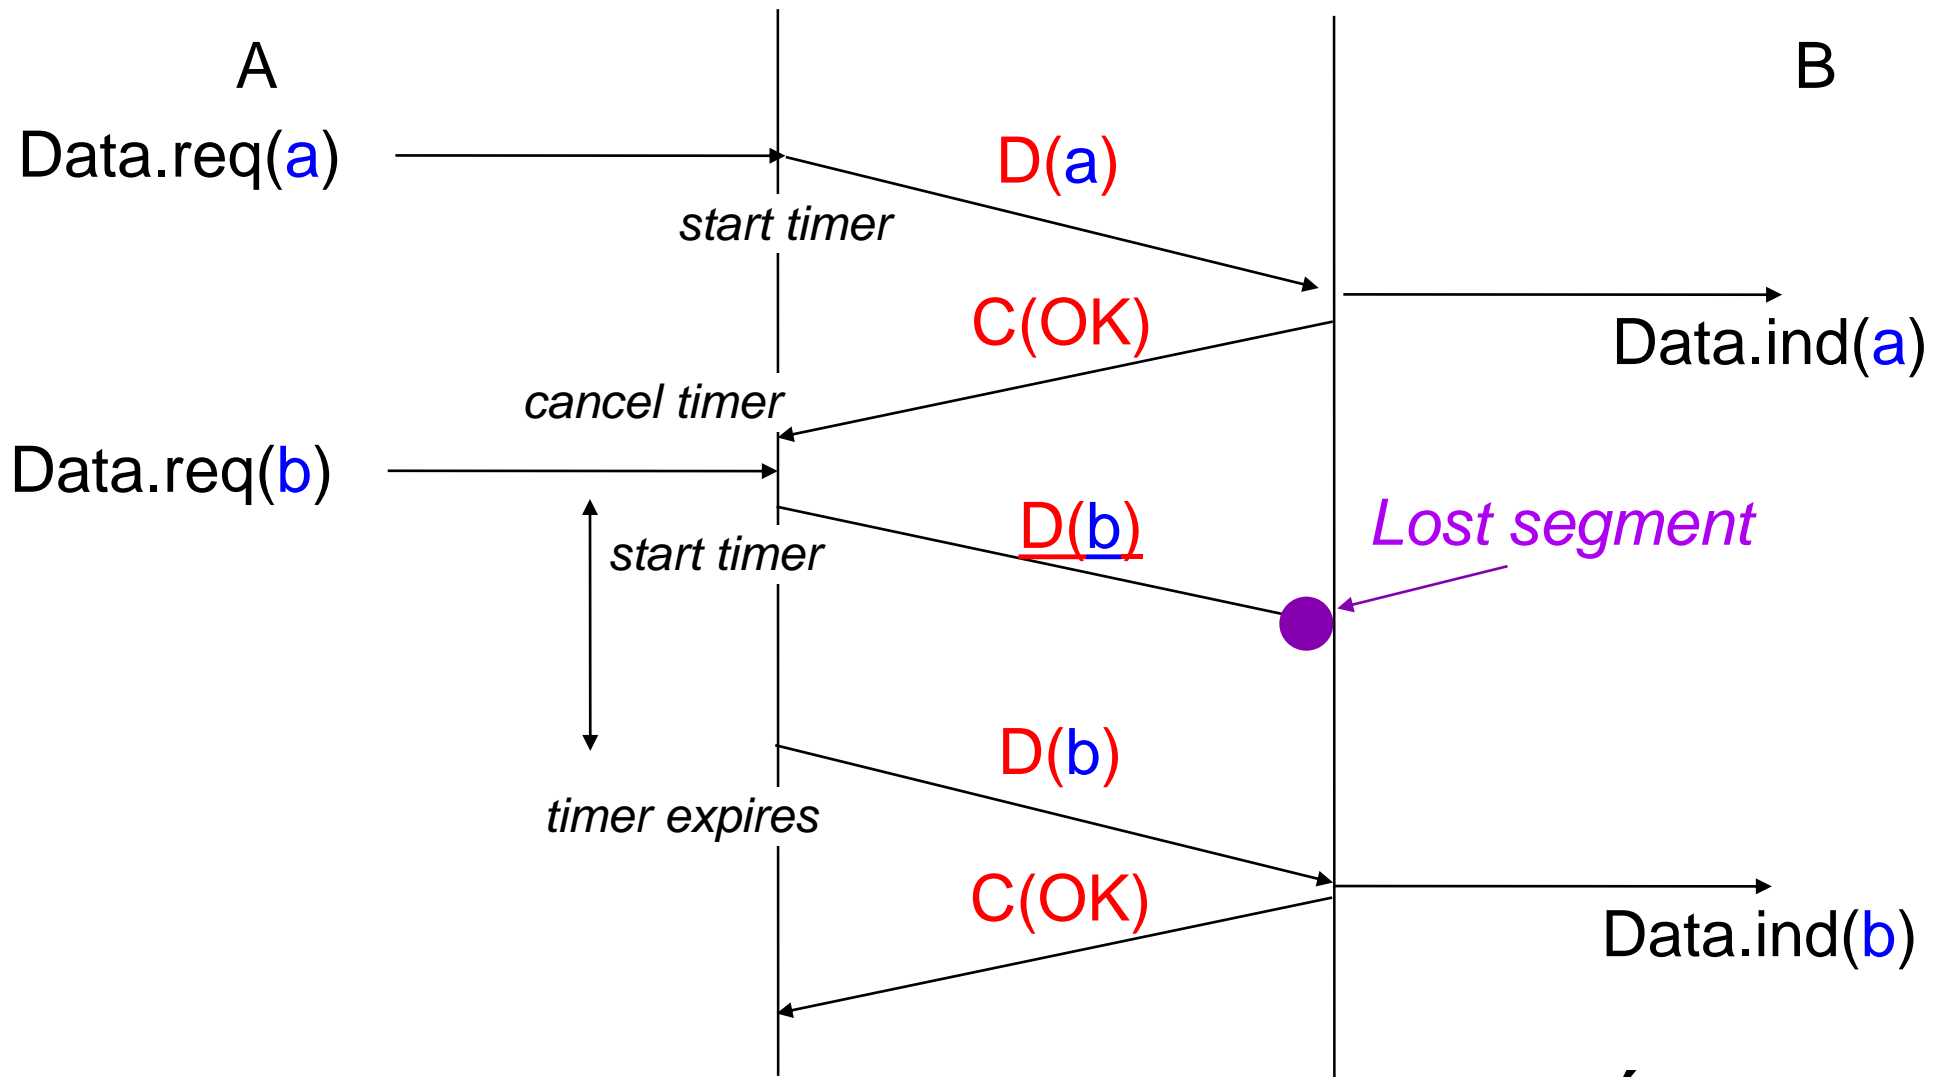 A
B
Data.req(a)
D(a)
start timer
C(OK)
Data.ind(a)
cancel timer
Data.req(b)
D(b)
Lost segment
start timer
D(b)
timer expires
C(OK)
Data.ind(b)